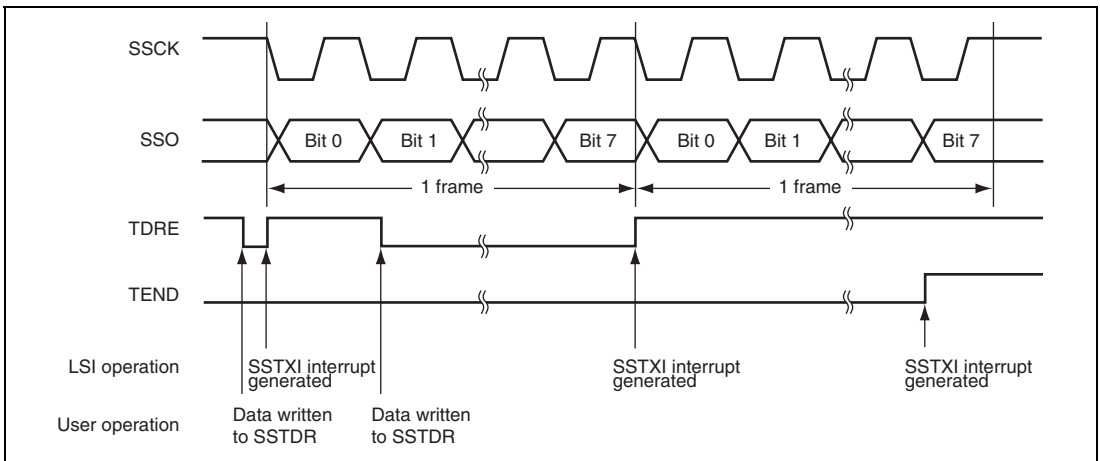 SSCK
SSO
Bit 0
Bit 1
Bit 7
Bit 0
Bit 1
Bit 7
1 frame
1 frame
TDRE
TEND
LSI operation
SSTXI interrupt
generated
SSTXI interrupt
generated
SSTXI interrupt
generated
User operation
Data written
to SSTDR
Data written
to SSTDR